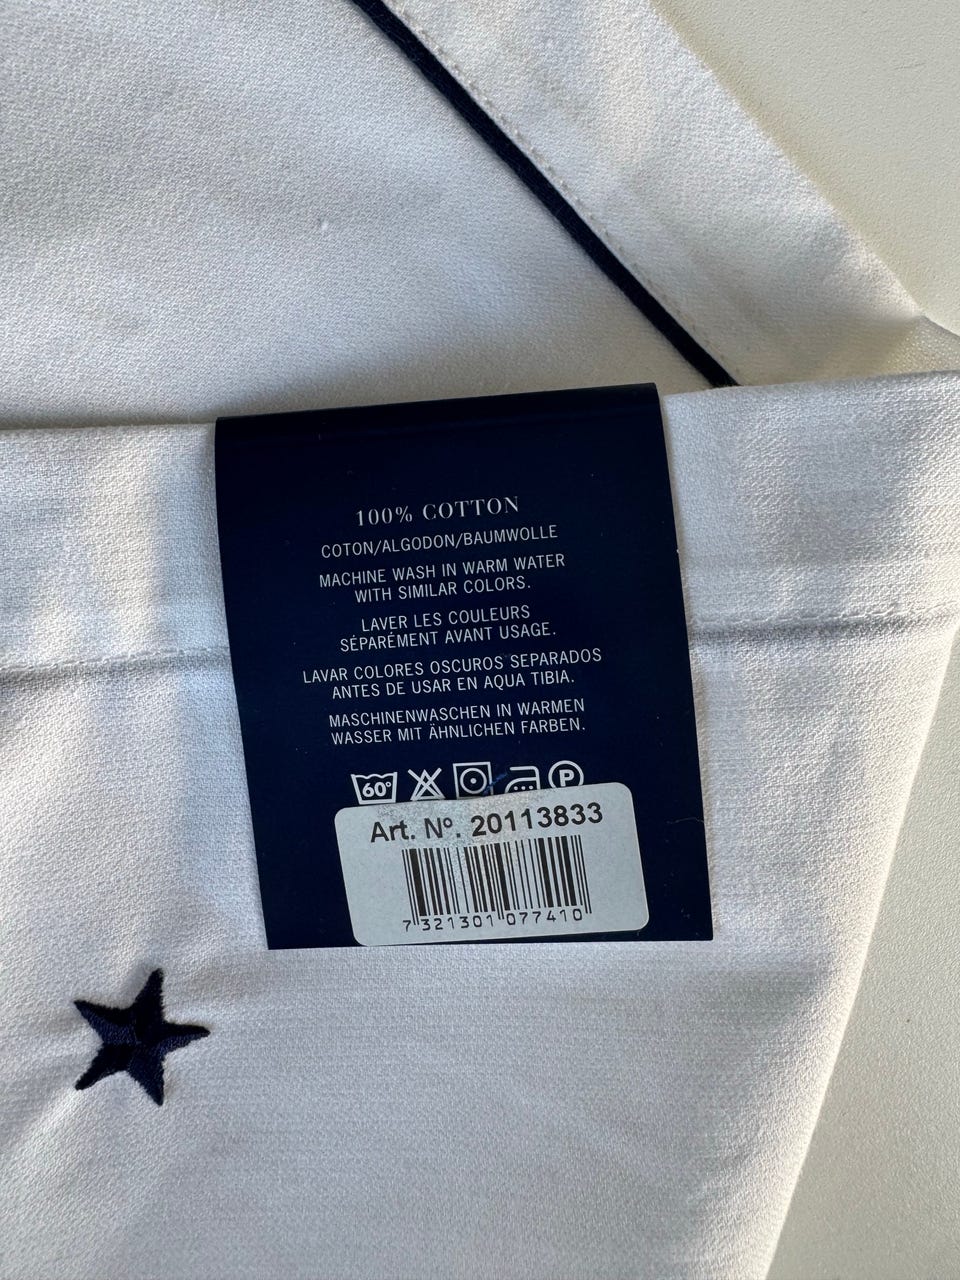 100% COTTON
COTON/ALGODON/BAUMWOLLE
MACHINE WASH IN WARM WATER
WITH SIMILAR COLORS.
LAVER LES COULEURS
SÉPARÉMENT AVANT USAGE.
LAVAR COLORES OSCUROS SEPARADOS
ANTES DE USAR EN AQUA TIBIA.
MASCHINENWASCHEN IN WARMEN
WASSER MIT ÄHNLICHEN FARBEN.
60° P
Art. Nº. 20113833
7 321301 077410